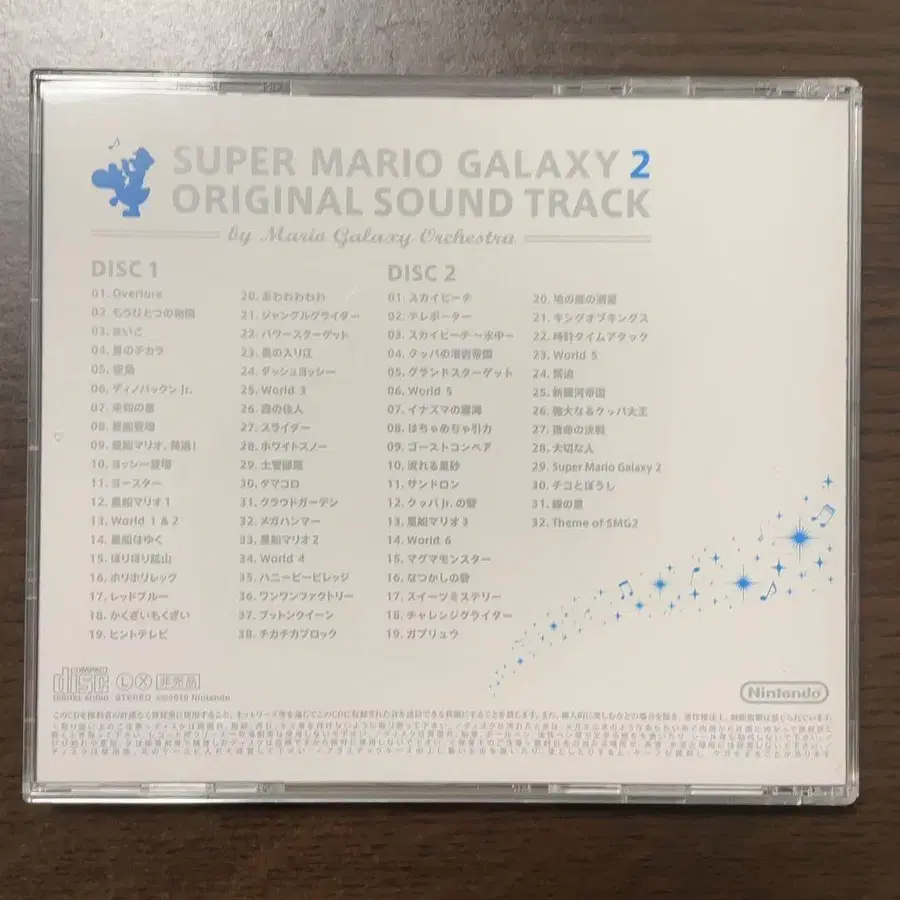 SUPER MARIO GALAXY 2
ORIGINAL SOUND TRACK
by Mario Galaxy Orchestra
DISC 1
01. Overture
02. もうひとつの物語
03. まいご
04. 星のチカラ
05. 空島
06. ディノパックン Jr.
07. 未知の星
08. 星船登場
09. 星船マリオ、発進!
10. ヨッシー登場
11. ヨースター
12. 星船マリオ 1
13. World 1 & 2
14. 星船はゆく
15. ほりほり鉱山
16. ホリホリレッグ
17. レッドブルー
18. かくざいもくざい
19. ヒントテレビ
20. あわわわわわ
21. ジャングルグライダー
22. パワースターゲット
23. 星の入り江
24. ダッシュヨッシー
25. World 3
26. 森の住人
27. スライダー
28. ホワイトスノー
29. 土管部屋
30. タマコロ
31. クラウドガーデン
32. メガハンマー
33. 星船マリオ 2
34. World 4
35. ハニービービレッジ
36. ワンワンファクトリー
37. ブットンクイーン
38. チカチカブロック
DISC 2
01. スカイビーチ
02. テレポーター
03. スカイビーチ 〜水中〜
04. クッパの溶岩帝国
05. グランドスターゲット
06. World 5
07. イナズマの雲海
08. はちゃめちゃ引力
09. ゴーストコンベア
10. 流れる星砂
11. サンドロン
12. クッパ Jr. の砦
13. 星船マリオ 3
14. World 6
15. マグマモンスター
16. なつかしの砦
17. スイーツミステリー
18. チャレンジグライダー
19. ガプリュウ
20. 地の底の洞窟
21. キングオブキングス
22. 時計タイムアタック
23. World S
24. 緊迫
25. 新銀河帝国
26. 強大なるクッパ大王
27. 運命の決戦
28. 大切な人
29. Super Mario Galaxy 2
30. チコとぼうし
31. 緑の星
32. Theme of SMG2
COMPACT
disc
DIGITAL AUDIO
L X 非売品
STEREO ©2010 Nintendo
Nintendo